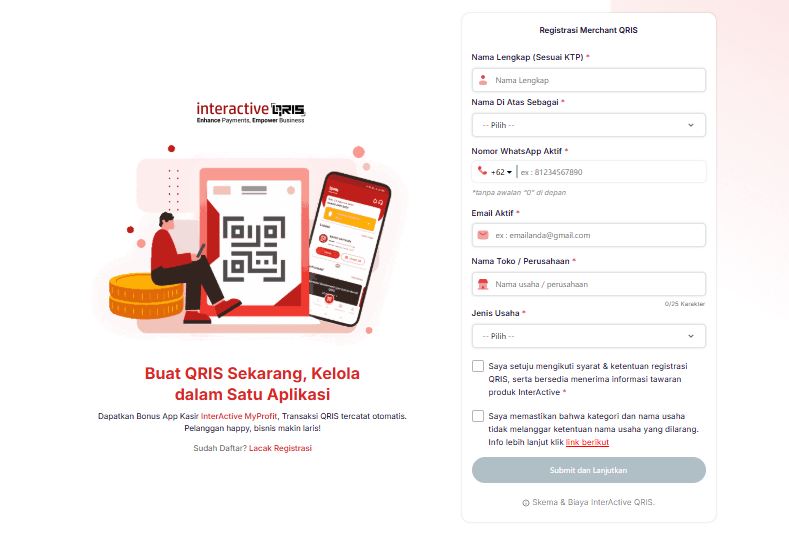 interactive QRIS
Enhance Payments, Empower Business
Buat QRIS Sekarang, Kelola
dalam Satu Aplikasi
Dapatkan Bonus App Kasir InterActive MyProfit, Transaksi QRIS tercatat otomatis.
Pelanggan happy, bisnis makin laris!
Sudah Daftar? Lacak Registrasi
Registrasi Merchant QRIS
Nama Lengkap (Sesuai KTP) *
Nama Lengkap
Nama Di Atas Sebagai *
-- Pilih --
Nomor WhatsApp Aktif *
+62 ex : 81234567890
*tanpa awalan "0" di depan
Email Aktif *
ex : emailanda@gmail.com
Nama Toko / Perusahaan *
Nama usaha / perusahaan
0/25 Karakter
Jenis Usaha *
-- Pilih --
Saya setuju mengikuti syarat & ketentuan registrasi
QRIS, serta bersedia menerima informasi tawaran
produk InterActive *
Saya memastikan bahwa kategori dan nama usaha
tidak melanggar ketentuan nama usaha yang dilarang.
Info lebih lanjut klik link berikut
Submit dan Lanjutkan
Skema & Biaya InterActive QRIS.